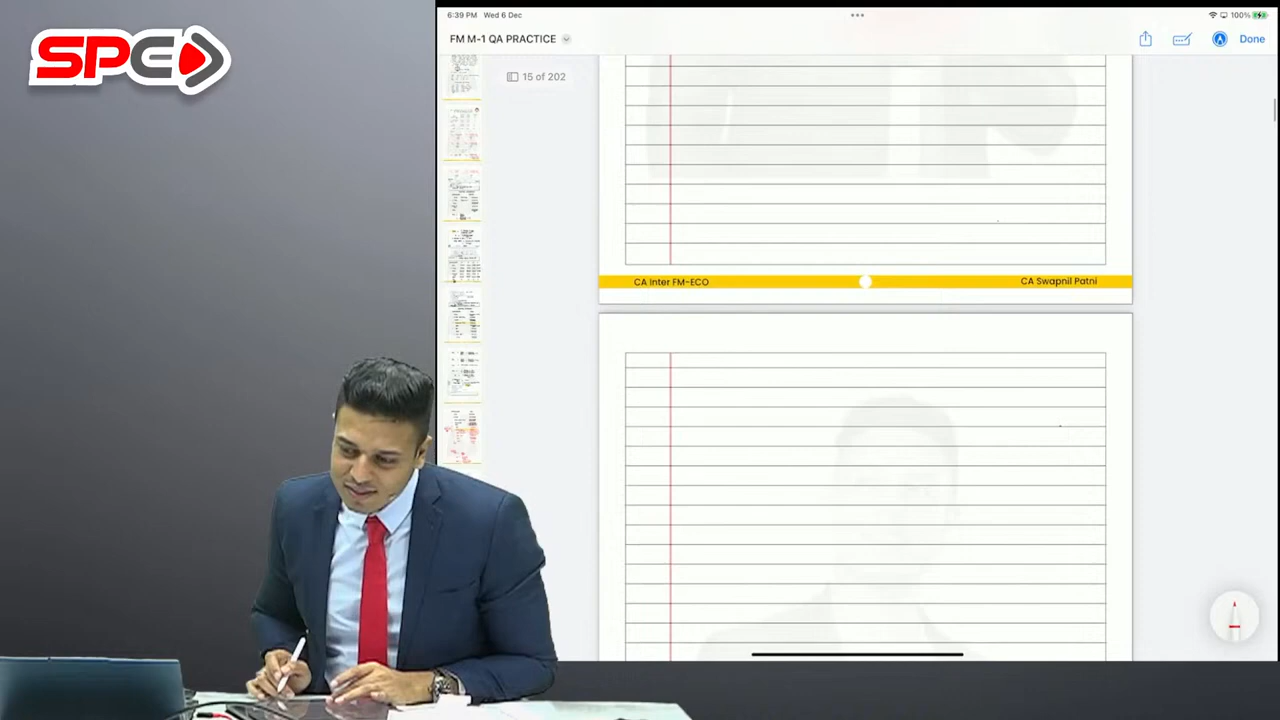 SPC
6:39 PM Wed 6 Dec
100%
FM M-1 QA PRACTICE
Done
15 of 202
CA Inter FM-ECO
CA Swapnil Patni